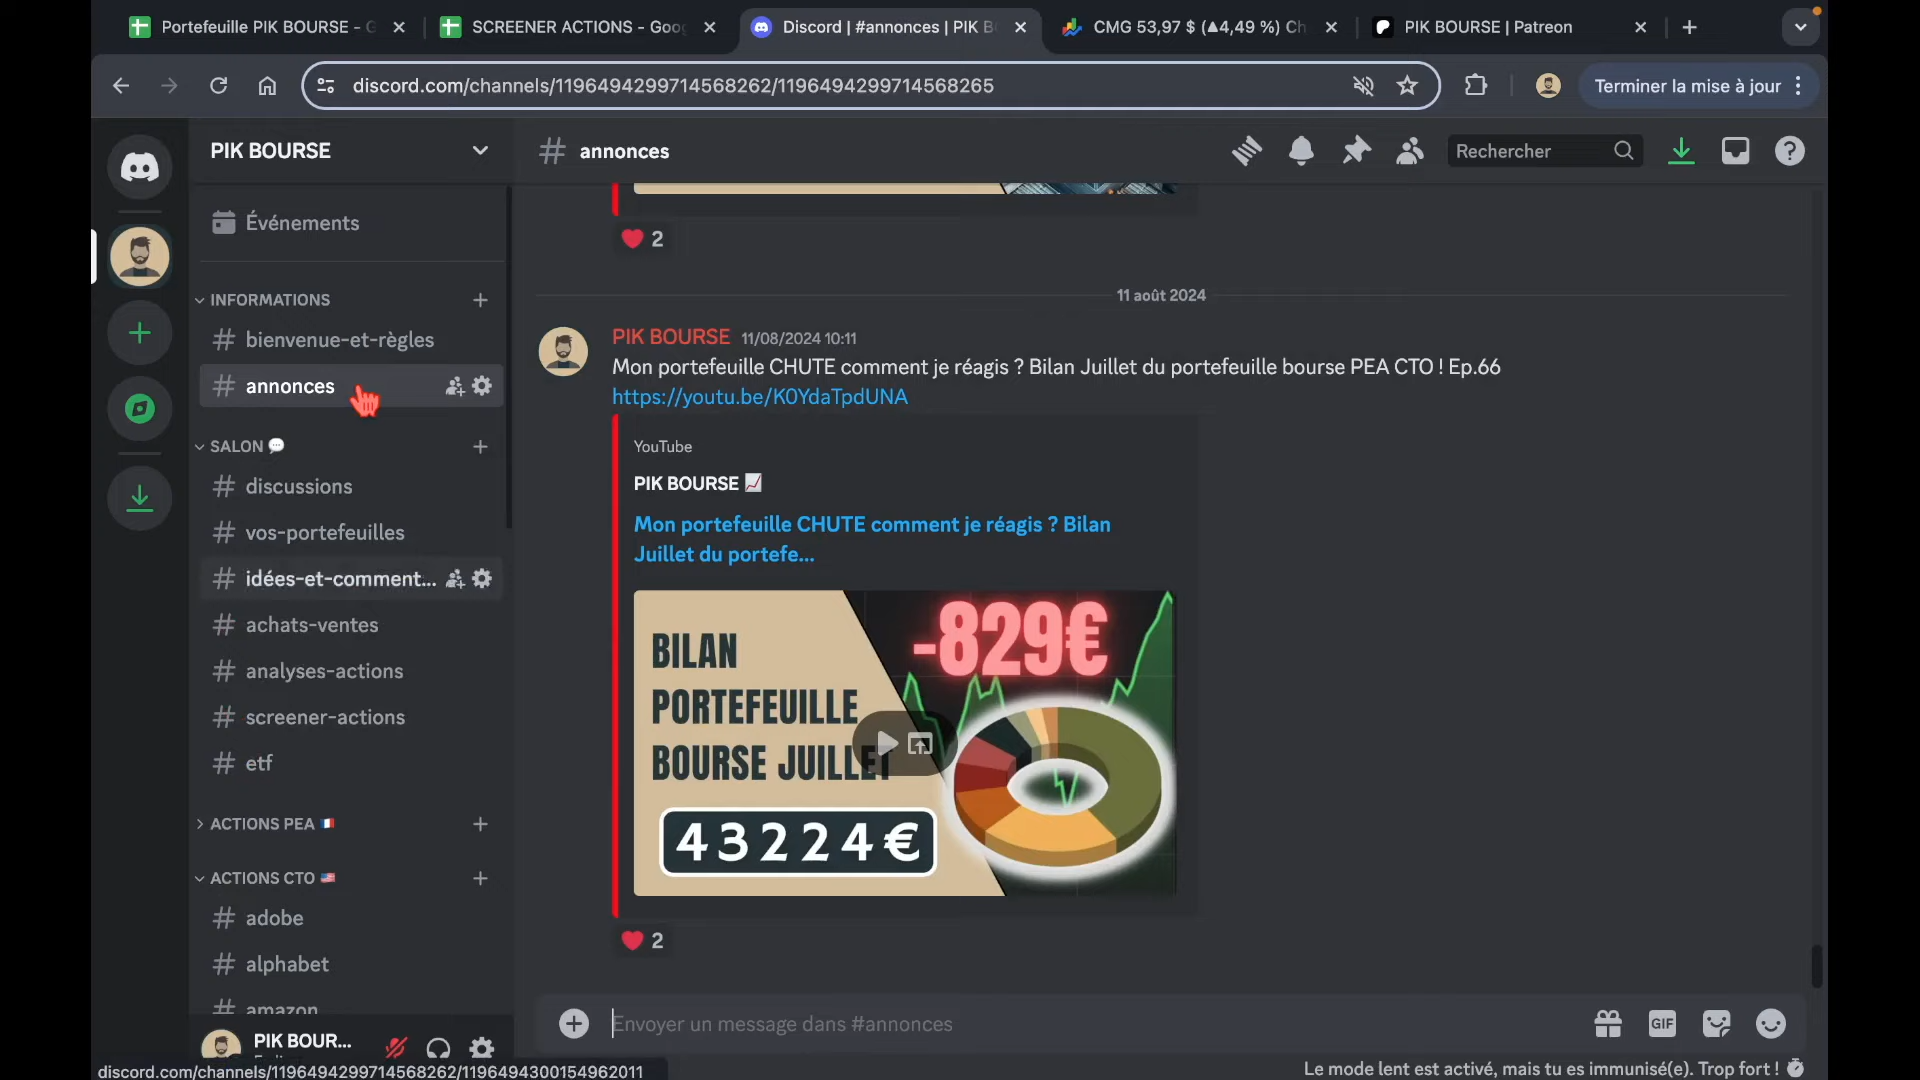 Portefeuille PIK BOURSE - G
SCREENER ACTIONS - Goo
Discord | #annonces | PIK B
CMG 53,97 $ (▲4,49 %) Ch
PIK BOURSE | Patreon
discord.com/channels/1196494299714568262/1196494299714568265
Terminer la mise à jour
PIK BOURSE
annonces
Rechercher
Événements
INFORMATIONS
bienvenue-et-règles
annonces
SALON 💬
discussions
vos-portefeuilles
idées-et-comment...
achats-ventes
analyses-actions
screener-actions
etf
ACTIONS PEA 🇫🇷
ACTIONS CTO 🇺🇸
adobe
alphabet
amazon
PIK BOUR...
discord.com/channels/1196494299714568262/1196494300154962011
❤️ 2
11 août 2024
PIK BOURSE 11/08/2024 10:11
Mon portefeuille CHUTE comment je réagis ? Bilan Juillet du portefeuille bourse PEA CTO ! Ep.66
https://youtu.be/K0YdaTpdUNA
YouTube
PIK BOURSE 📈
Mon portefeuille CHUTE comment je réagis ? Bilan
Juillet du portefe...
-829€
BILAN
PORTEFEUILLE
BOURSE JUILLET
43224€
❤️ 2
Envoyer un message dans #annonces
GIF
Le mode lent est activé, mais tu es immunisé(e). Trop fort !